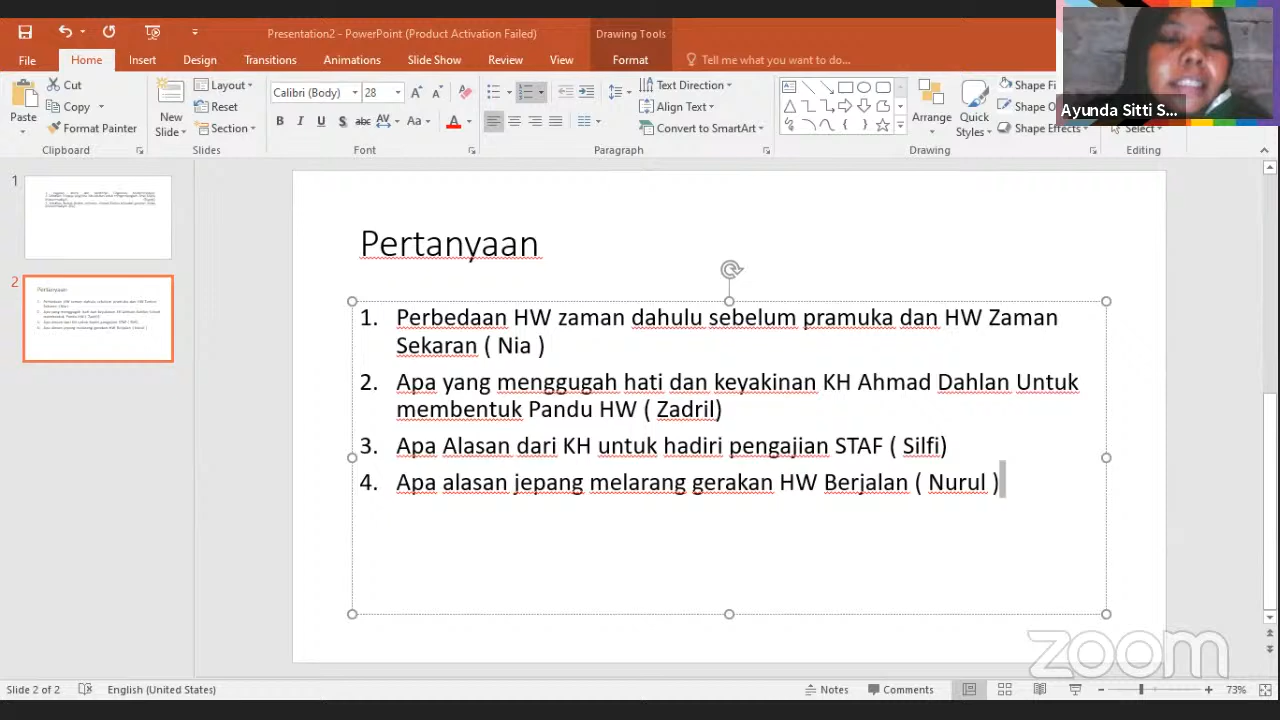 Presentation2 - PowerPoint (Product Activation Failed)
Drawing Tools
File Home Insert Design Transitions Animations Slide Show Review View Format Tell me what you want to do...
Ayunda Sitti S...
Paste
Cut
Copy
Format Painter
Clipboard
New Slide
Layout
Reset
Section
Slides
Calibri (Body) 28
B I U S abc AV Aa A
Font
Text Direction
Align Text
Convert to SmartArt
Paragraph
Arrange
Quick Styles
Shape Fi
Shape O
Shape Effects
Drawing
Select
Editing
1
2
Pertanyaan
1. Perbedaan HW zaman dahulu sebelum pramuka dan HW Zaman
Sekaran ( Nia )
2. Apa yang menggugah hati dan keyakinan KH Ahmad Dahlan Untuk
membentuk Pandu HW ( Zadril)
3. Apa Alasan dari KH untuk hadiri pengajian STAF ( Silfi)
4. Apa alasan jepang melarang gerakan HW Berjalan ( Nurul )
zoom
Slide 2 of 2 English (United States) Notes Comments 73%